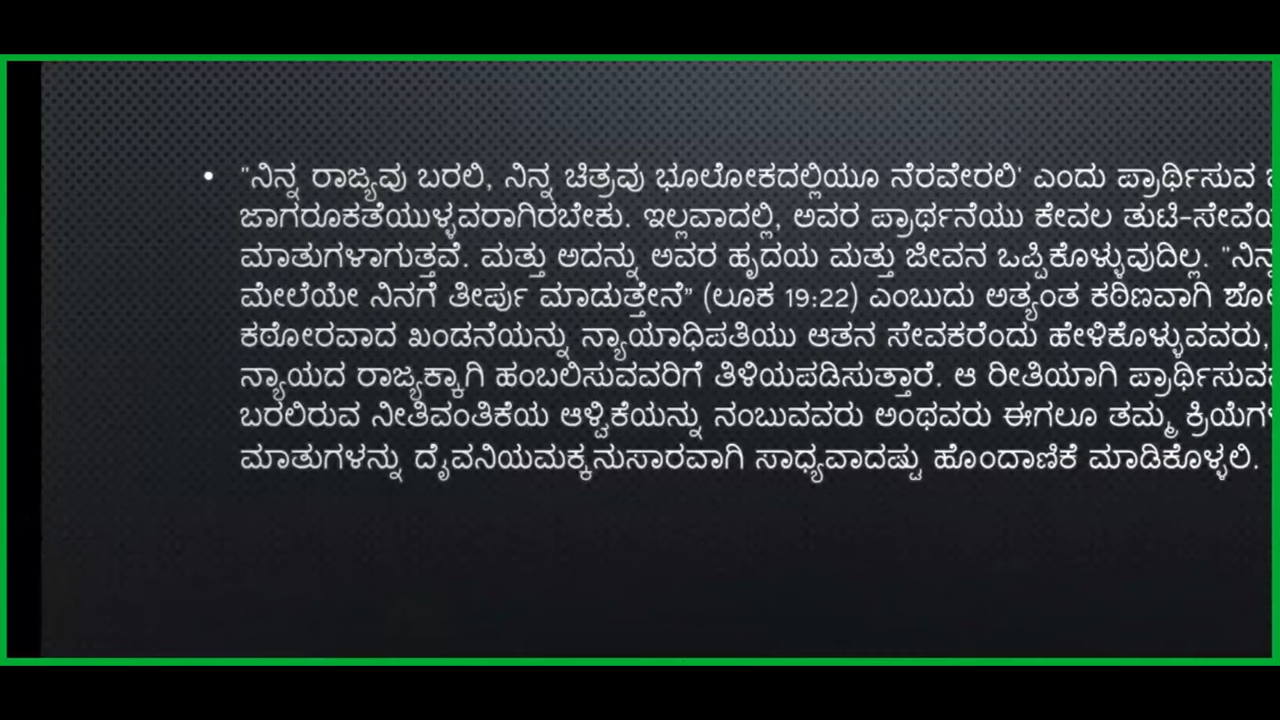 • "ನಿನ್ನ ರಾಜ್ಯವು ಬರಲಿ, ನಿನ್ನ ಚಿತ್ರವು ಭೂಲೋಕದಲ್ಲಿಯೂ ನೆರವೇರಲಿ' ಎಂದು ಪ್ರಾರ್ಥಿಸುವ
ಜಾಗರೂಕತೆಯುಳ್ಳವರಾಗಿರಬೇಕು. ಇಲ್ಲವಾದಲ್ಲಿ, ಅವರ ಪ್ರಾರ್ಥನೆಯು ಕೇವಲ
ಮಾತುಗಳಾಗುತ್ತವೆ. ಮತ್ತು ಅದನ್ನು ಅವರ ಹೃದಯ ಮತ್ತು ಜೀವನ ಒಪ್ಪಿಕೊಳ್ಳುವುದಿಲ್ಲ.
ಮೇಲೆಯೇ ನಿನಗೆ ತೀರ್ಪು ಮಾಡುತ್ತೇನೆ” (ಲೂಕ 19:22) ಎಂಬುದು ಅತ್ಯಂತ ಕಠಿಣವಾಗಿ
ಕಠೋರವಾದ ಖಂಡನೆಯನ್ನು ನ್ಯಾಯಾಧಿಪತಿಯು ಆತನ ಸೇವಕರೆಂದು ಹೇಳಿಕೊಳ್ಳುವವರು,
ನ್ಯಾಯದ ರಾಜ್ಯಕ್ಕಾಗಿ ಹಂಬಲಿಸುವವರಿಗೆ ತಿಳಿಯಪಡಿಸುತ್ತಾರೆ. ಆ ರೀತಿಯಾಗಿ
ಬರಲಿರುವ ನೀತಿವಂತಿಕೆಯ ಆಳ್ವಿಕೆಯನ್ನು ನಂಬುವವರು ಅಂಥವರು ಈಗಲೂ ತಮ್ಮ
ಮಾತುಗಳನ್ನು ದೈವನಿಯಮಕ್ಕನುಸಾರವಾಗಿ ಸಾಧ್ಯವಾದಷ್ಟು ಹೊಂದಾಣಿಕೆ ಮಾಡಿಕೊಳ್ಳಲಿ.